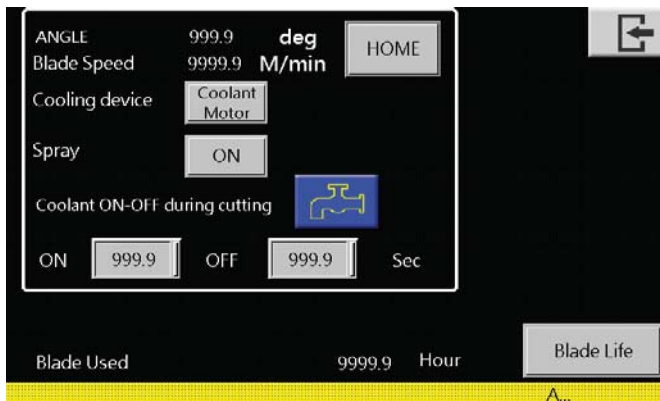 ANGLE 999.9 deg HOME
Blade Speed 9999.9 M/min
Cooling device Coolant Motor
Spray ON
Coolant ON-OFF during cutting
ON 999.9 OFF 999.9 Sec
Blade Used 9999.9 Hour Blade Life
A...